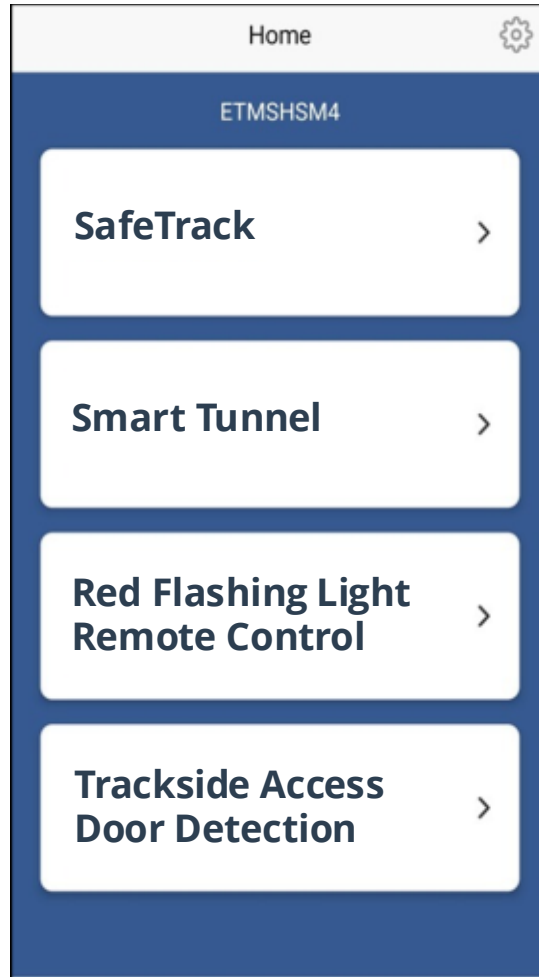 Home
ETMSHSM4
SafeTrack
Smart Tunnel
Red Flashing Light
Remote Control
Trackside Access
Door Detection